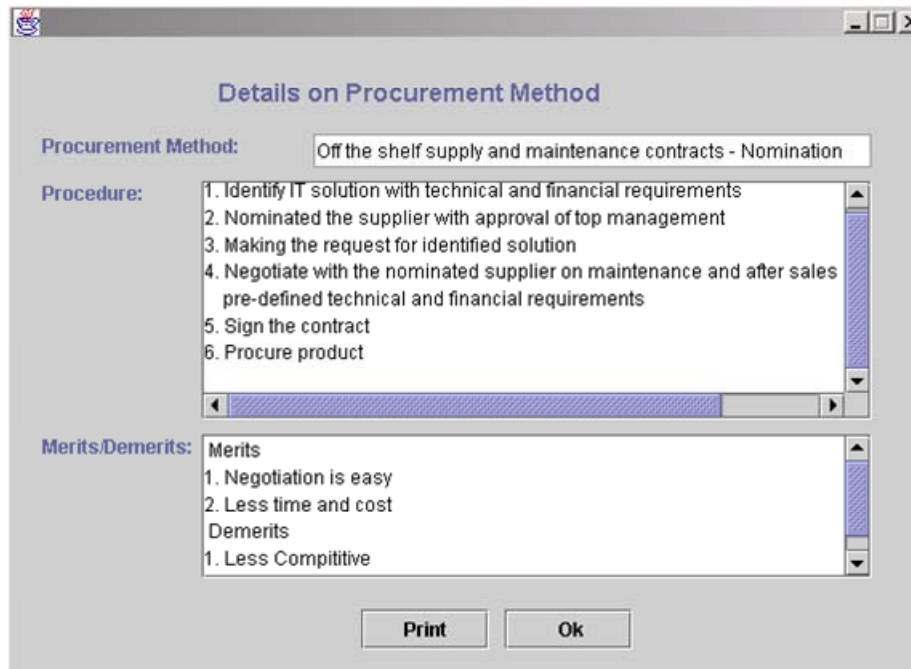 Details on Procurement Method
Procurement Method:
Off the shelf supply and maintenance contracts - Nomination
Procedure:
1. Identify IT solution with technical and financial requirements
2. Nominated the supplier with approval of top management
3. Making the request for identified solution
4. Negotiate with the nominated supplier on maintenance and after sales
pre-defined technical and financial requirements
5. Sign the contract
6. Procure product
Merits/Demerits:
Merits
1. Negotiation is easy
2. Less time and cost
Demerits
1. Less Compititive
Print
Ok